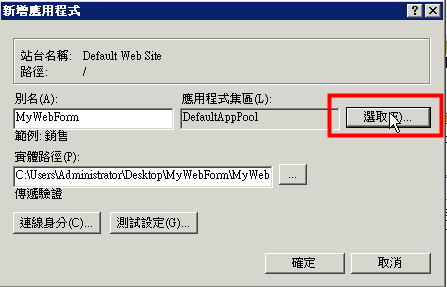 新增應用程式
站台名稱: Default Web Site
路徑: /
別名(A): 應用程式集區(L):
MyWebForm DefaultAppPool 選取(E)...
範例: 銷售
實體路徑(P):
C:\Users\Administrator\Desktop\MyWebForm\MyWeb ...
傳遞驗證
連線身分(C)... 測試設定(G)...
確定 取消